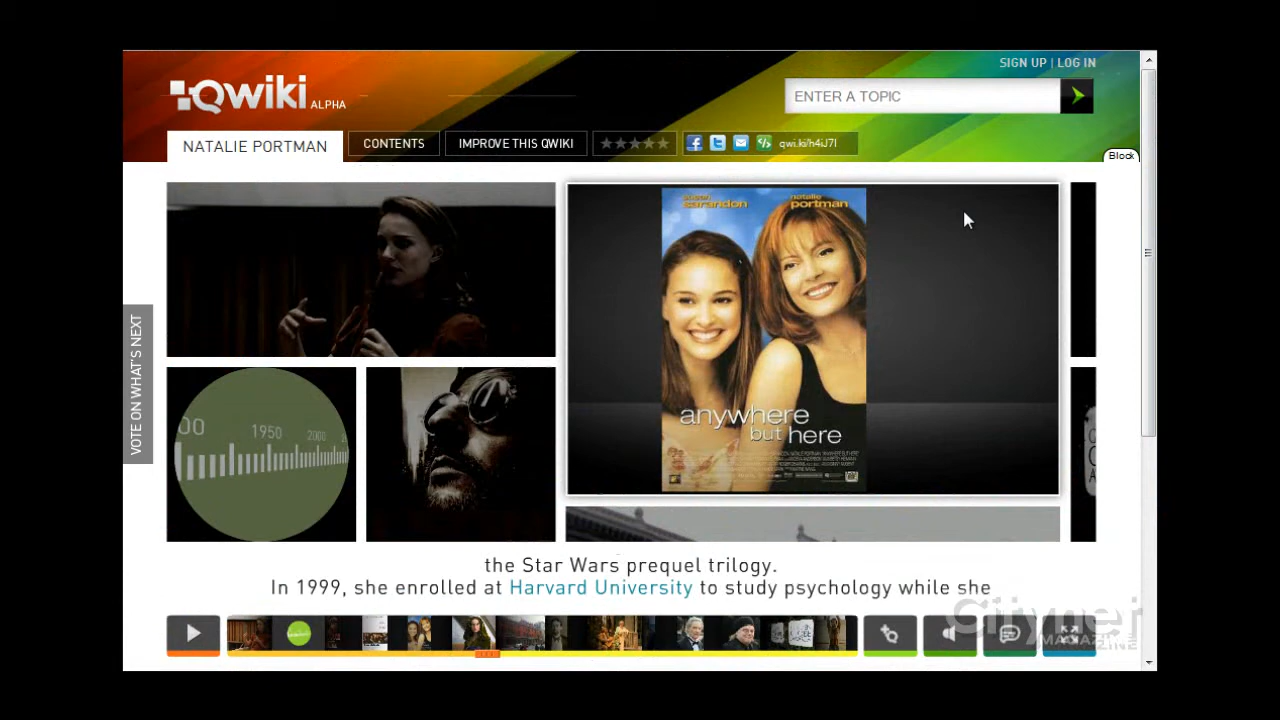 SIGN UP | LOG IN
Qwiki ALPHA
ENTER A TOPIC
NATALIE PORTMAN
CONTENTS
IMPROVE THIS QWIKI
qwi.ki/h4iJ7I
Block
VOTE ON WHAT'S NEXT
susan sarandon
natalie portman
anywhere but here
1950
2000
the Star Wars prequel trilogy.
In 1999, she enrolled at Harvard University to study psychology while she
MAGAZINE